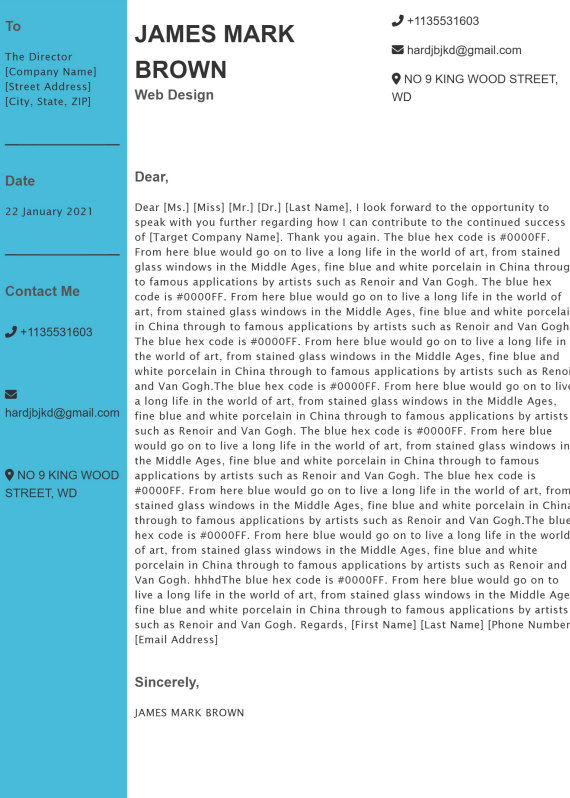 To
The Director
[Company Name]
[Street Address]
[City, State, ZIP]
Date
22 January 2021
Contact Me
+1135531603
hardjbjkd@gmail.com
NO 9 KING WOOD
STREET, WD
JAMES MARK
BROWN
Web Design
+1135531603
hardjbjkd@gmail.com
NO 9 KING WOOD STREET,
WD
Dear,
Dear [Ms.] [Miss] [Mr.] [Dr.] [Last Name], I look forward to the opportunity to
speak with you further regarding how I can contribute to the continued success
of [Target Company Name]. Thank you again. The blue hex code is #0000FF.
From here blue would go on to live a long life in the world of art, from stained
glass windows in the Middle Ages, fine blue and white porcelain in China throug
to famous applications by artists such as Renoir and Van Gogh. The blue hex
code is #0000FF. From here blue would go on to live a long life in the world of
art, from stained glass windows in the Middle Ages, fine blue and white porcelai
in China through to famous applications by artists such as Renoir and Van Gogh
The blue hex code is #0000FF. From here blue would go on to live a long life in
the world of art, from stained glass windows in the Middle Ages, fine blue and
white porcelain in China through to famous applications by artists such as Renoi
and Van Gogh.The blue hex code is #0000FF. From here blue would go on to live
a long life in the world of art, from stained glass windows in the Middle Ages,
fine blue and white porcelain in China through to famous applications by artists
such as Renoir and Van Gogh. The blue hex code is #0000FF. From here blue
would go on to live a long life in the world of art, from stained glass windows in
the Middle Ages, fine blue and white porcelain in China through to famous
applications by artists such as Renoir and Van Gogh. The blue hex code is
#0000FF. From here blue would go on to live a long life in the world of art, from
stained glass windows in the Middle Ages, fine blue and white porcelain in China
through to famous applications by artists such as Renoir and Van Gogh.The blue
hex code is #0000FF. From here blue would go on to live a long life in the world
of art, from stained glass windows in the Middle Ages, fine blue and white
porcelain in China through to famous applications by artists such as Renoir and
Van Gogh. hhhdThe blue hex code is #0000FF. From here blue would go on to
live a long life in the world of art, from stained glass windows in the Middle Age
fine blue and white porcelain in China through to famous applications by artists
such as Renoir and Van Gogh. Regards, [First Name] [Last Name] [Phone Number
[Email Address]
Sincerely,
JAMES MARK BROWN